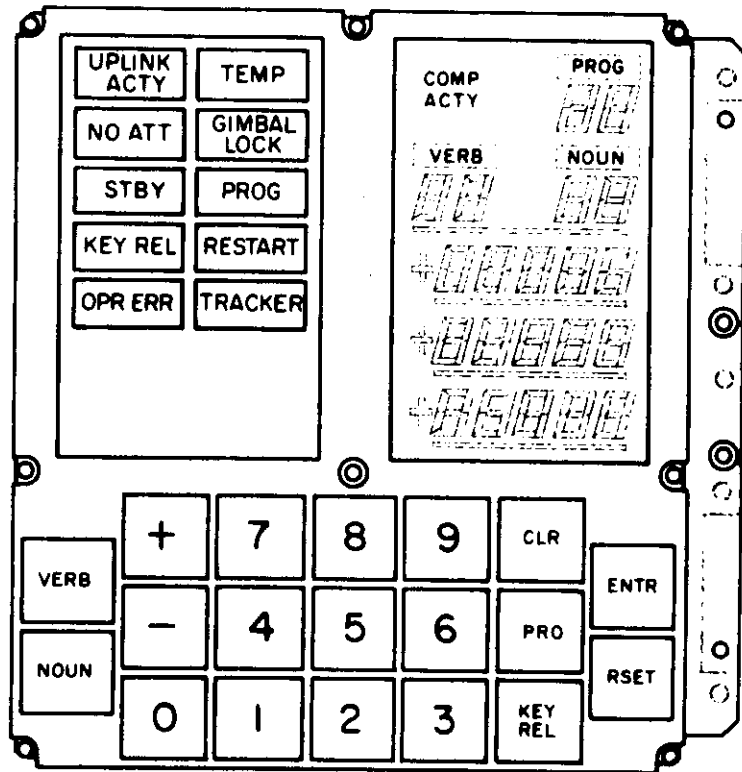 UPLINK ACTY
TEMP
NO ATT
GIMBAL LOCK
STBY
PROG
KEY REL
RESTART
OPR ERR
TRACKER
COMP ACTY
PROG
VERB
NOUN
+
+
+
+ 7 8 9 CLR
VERB
ENTR
- 4 5 6 PRO
NOUN
RSET
0 1 2 3 KEY REL